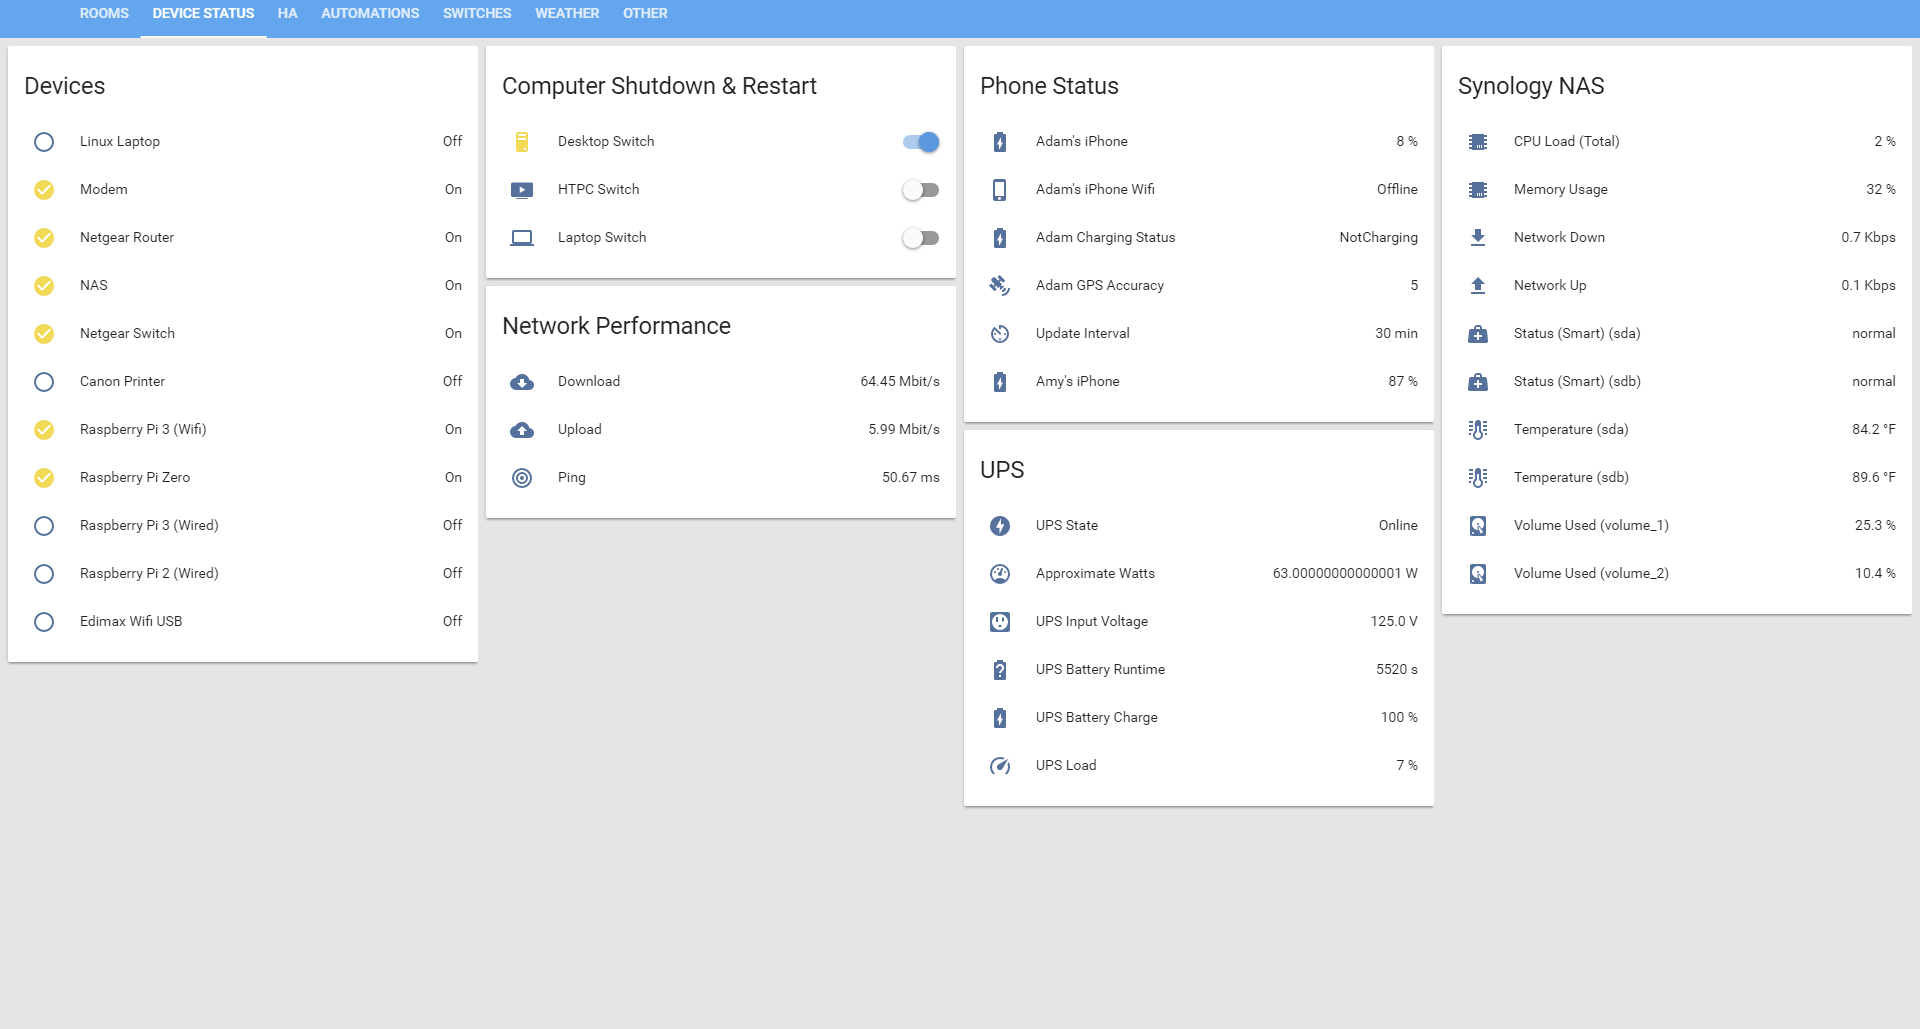 ROOMS DEVICE STATUS HA AUTOMATIONS SWITCHES WEATHER OTHER
Devices
Linux Laptop Off
Modem On
Netgear Router On
NAS On
Netgear Switch On
Canon Printer Off
Raspberry Pi 3 (Wifi) On
Raspberry Pi Zero On
Raspberry Pi 3 (Wired) Off
Raspberry Pi 2 (Wired) Off
Edimax Wifi USB Off
Computer Shutdown & Restart
Desktop Switch
HTPC Switch
Laptop Switch
Network Performance
Download 64.45 Mbit/s
Upload 5.99 Mbit/s
Ping 50.67 ms
Phone Status
Adam's iPhone 8 %
Adam's iPhone Wifi Offline
Adam Charging Status NotCharging
Adam GPS Accuracy 5
Update Interval 30 min
Amy's iPhone 87 %
UPS
UPS State Online
Approximate Watts 63.00000000000001 W
UPS Input Voltage 125.0 V
UPS Battery Runtime 5520 s
UPS Battery Charge 100 %
UPS Load 7 %
Synology NAS
CPU Load (Total) 2 %
Memory Usage 32 %
Network Down 0.7 Kbps
Network Up 0.1 Kbps
Status (Smart) (sda) normal
Status (Smart) (sdb) normal
Temperature (sda) 84.2 °F
Temperature (sdb) 89.6 °F
Volume Used (volume_1) 25.3 %
Volume Used (volume_2) 10.4 %